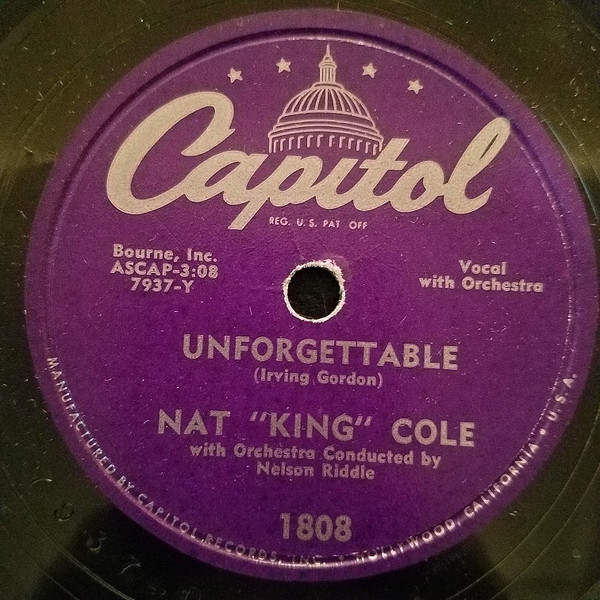 Capitol
REG. U.S. PAT OFF
Bourne, Inc.
ASCAP-3:08
7937-Y
Vocal
with Orchestra
UNFORGETTABLE
(Irving Gordon)
NAT "KING" COLE
with Orchestra Conducted by
Nelson Riddle
1808
MANUFACTURED BY CAPITOL RECORDS, INC. • HOLLYWOOD, CALIFORNIA • U.S.A.